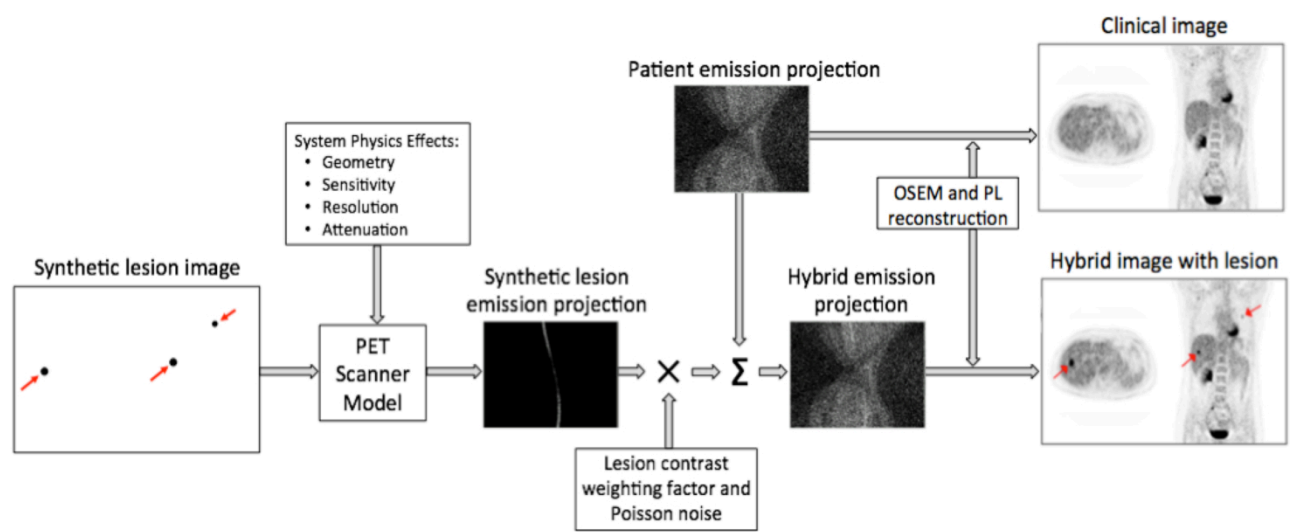 Clinical image
Patient emission projection
System Physics Effects:
• Geometry
• Sensitivity
• Resolution
• Attenuation
OSEM and PL
reconstruction
Synthetic lesion image
Synthetic lesion
emission projection
Hybrid emission
projection
Hybrid image with lesion
PET
Scanner
Model
×
Σ
Lesion contrast
weighting factor and
Poisson noise